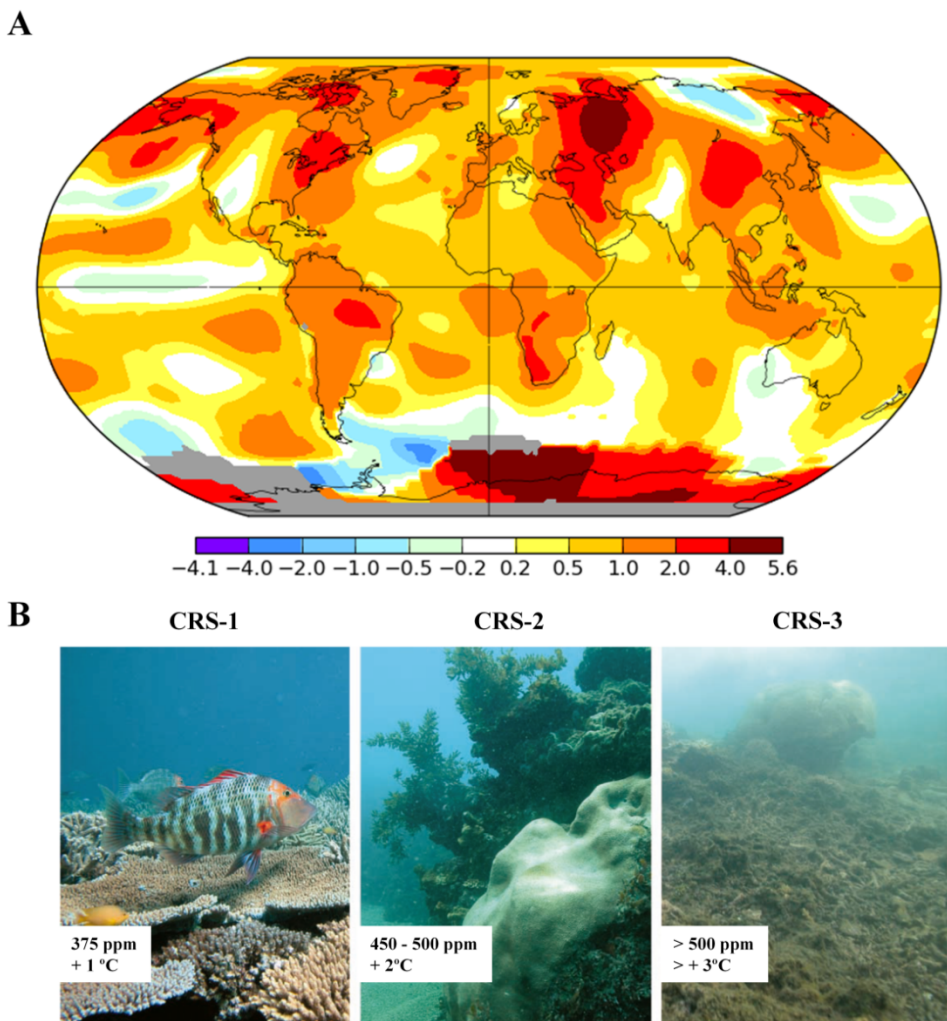 A
−4.1 −4.0 −2.0 −1.0 −0.5 −0.2 0.2 0.5 1.0 2.0 4.0 5.6
B
CRS-1 CRS-2 CRS-3
375 ppm
+ 1 ºC
450 - 500 ppm
+ 2ºC
> 500 ppm
> + 3ºC